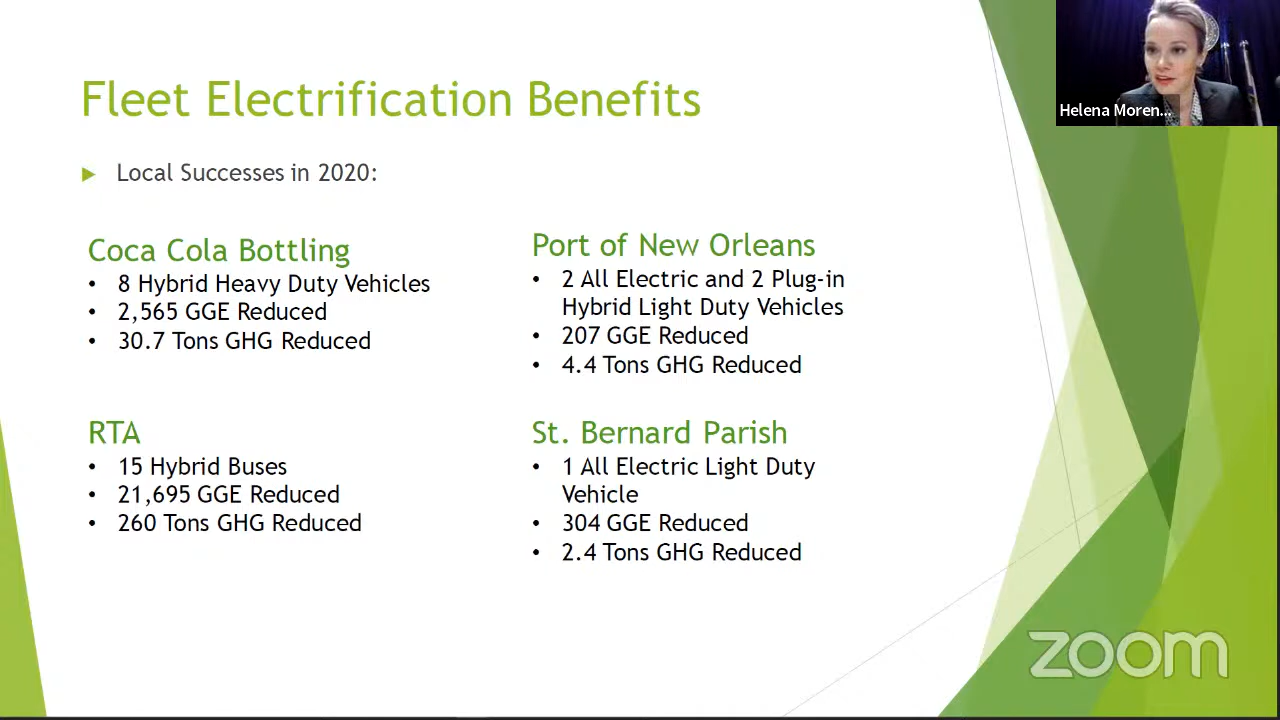 Fleet Electrification Benefits
Helena Moren...
Local Successes in 2020:
Coca Cola Bottling
• 8 Hybrid Heavy Duty Vehicles
• 2,565 GGE Reduced
• 30.7 Tons GHG Reduced
Port of New Orleans
• 2 All Electric and 2 Plug-in
Hybrid Light Duty Vehicles
• 207 GGE Reduced
• 4.4 Tons GHG Reduced
RTA
• 15 Hybrid Buses
• 21,695 GGE Reduced
• 260 Tons GHG Reduced
St. Bernard Parish
• 1 All Electric Light Duty
Vehicle
• 304 GGE Reduced
• 2.4 Tons GHG Reduced
zoom